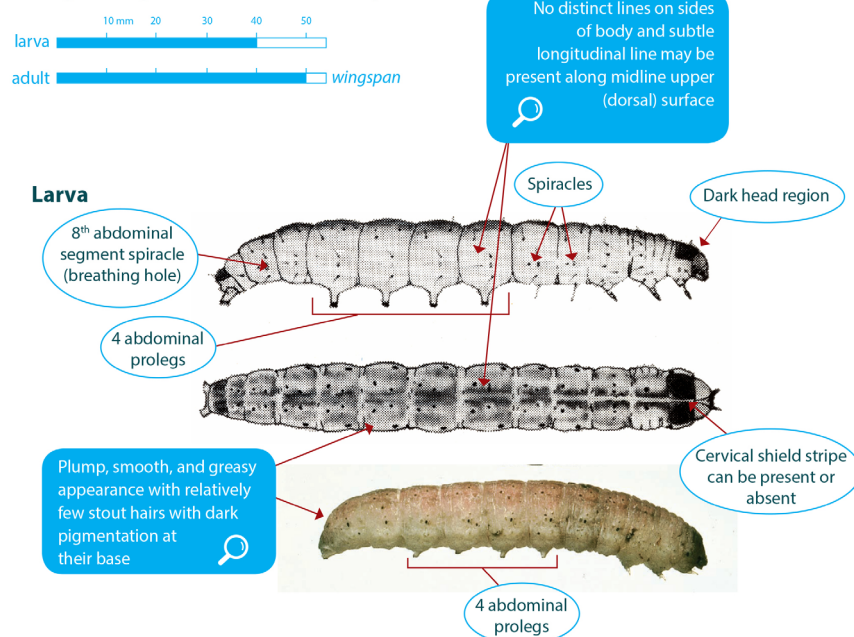 10 mm 20 30 40 50
larva
adult
wingspan
No distinct lines on sides
of body and subtle
longitudinal line may be
present along midline upper
(dorsal) surface
Larva
Spiracles
Dark head region
8th abdominal
segment spiracle
(breathing hole)
4 abdominal
prolegs
Cervical shield stripe
can be present or
absent
Plump, smooth, and greasy
appearance with relatively
few stout hairs with dark
pigmentation at
their base
4 abdominal
prolegs